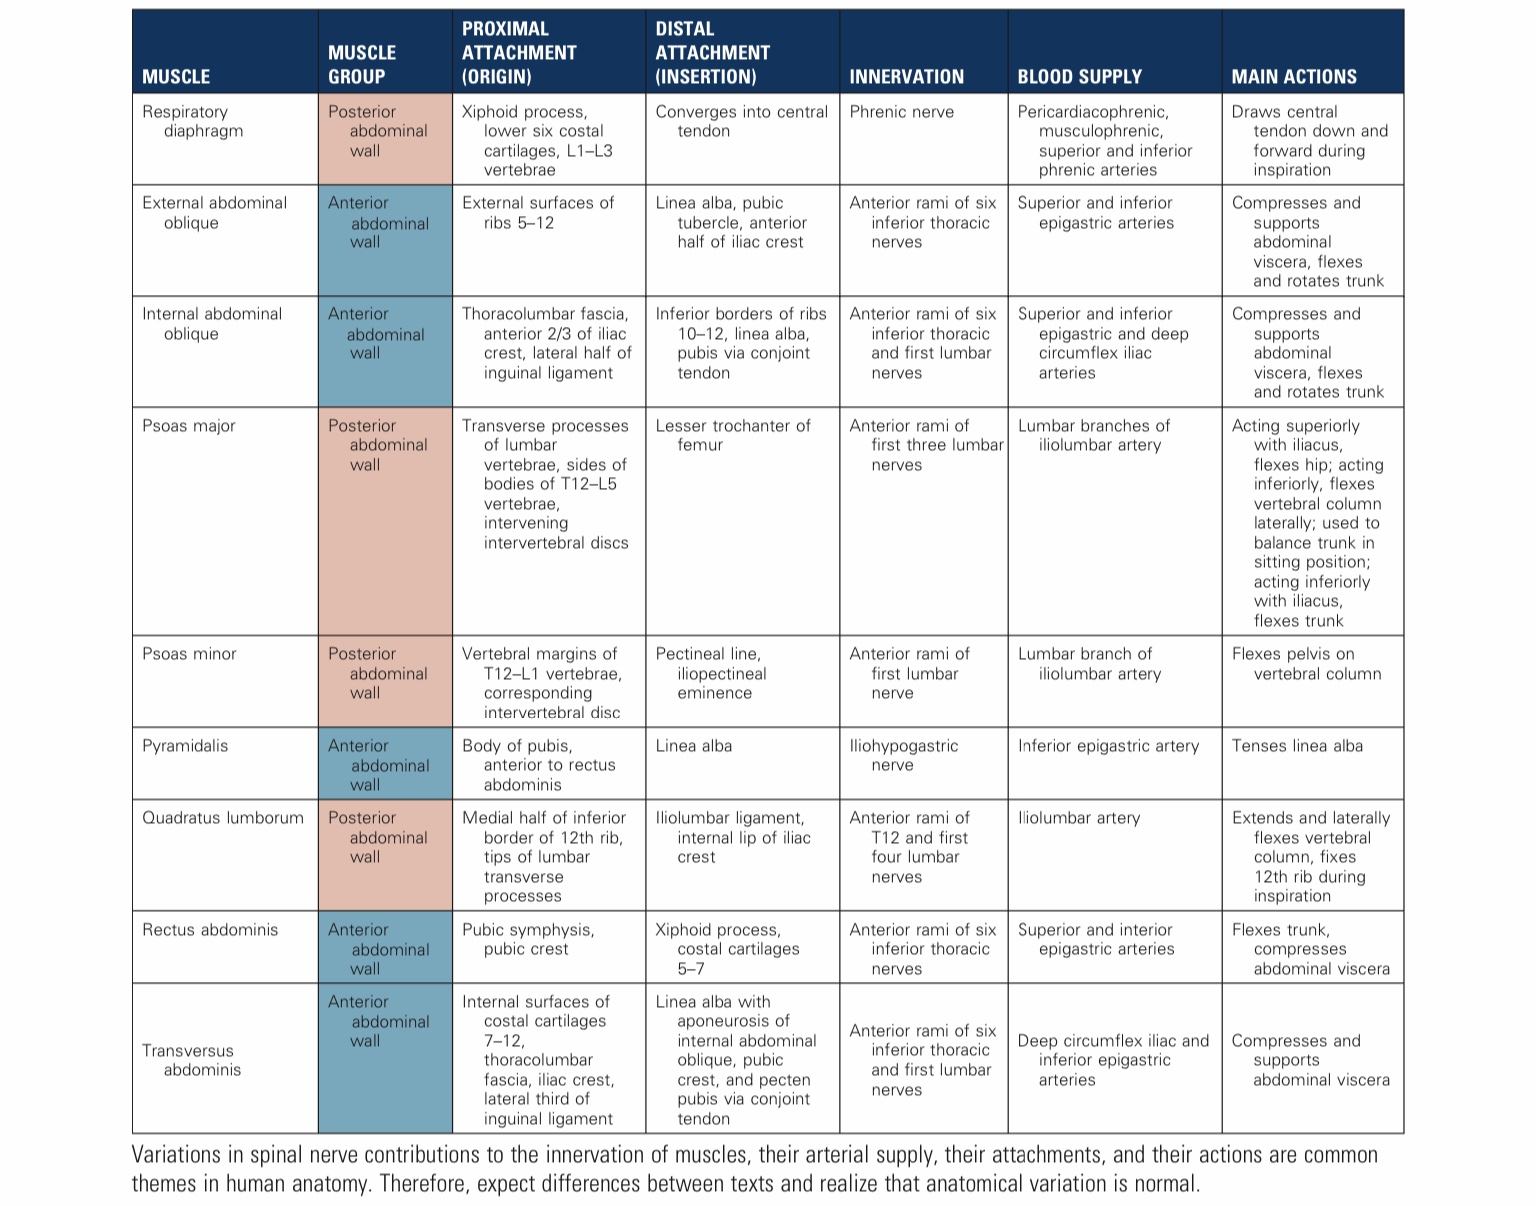 MUSCLE
MUSCLE
GROUP
PROXIMAL
ATTACHMENT
(ORIGIN)
DISTAL
ATTACHMENT
(INSERTION)
INNERVATION
BLOOD SUPPLY
MAIN ACTIONS
Respiratory
diaphragm
Posterior
abdominal
wall
Xiphoid process,
lower six costal
cartilages, L1–L3
vertebrae
Converges into central
tendon
Phrenic nerve
Pericardiacophrenic,
musculophrenic,
superior and inferior
phrenic arteries
Draws central
tendon down and
forward during
inspiration
External abdominal
oblique
Anterior
abdominal
wall
External surfaces of
ribs 5–12
Linea alba, pubic
tubercle, anterior
half of iliac crest
Anterior rami of six
inferior thoracic
nerves
Superior and inferior
epigastric arteries
Compresses and
supports
abdominal
viscera, flexes
and rotates trunk
Internal abdominal
oblique
Anterior
abdominal
wall
Thoracolumbar fascia,
anterior 2/3 of iliac
crest, lateral half of
inguinal ligament
Inferior borders of ribs
10–12, linea alba,
pubis via conjoint
tendon
Anterior rami of six
inferior thoracic
and first lumbar
nerves
Superior and inferior
epigastric and deep
circumflex iliac
arteries
Compresses and
supports
abdominal
viscera, flexes
and rotates trunk
Psoas major
Posterior
abdominal
wall
Transverse processes
of lumbar
vertebrae, sides of
bodies of T12–L5
vertebrae,
intervening
intervertebral discs
Lesser trochanter of
femur
Anterior rami of
first three lumbar
nerves
Lumbar branches of
iliolumbar artery
Acting superiorly
with iliacus,
flexes hip; acting
inferiorly, flexes
vertebral column
laterally; used to
balance trunk in
sitting position;
acting inferiorly
with iliacus,
flexes trunk
Psoas minor
Posterior
abdominal
wall
Vertebral margins of
T12–L1 vertebrae,
corresponding
intervertebral disc
Pectineal line,
iliopectineal
eminence
Anterior rami of
first lumbar
nerve
Lumbar branch of
iliolumbar artery
Flexes pelvis on
vertebral column
Pyramidalis
Anterior
abdominal
wall
Body of pubis,
anterior to rectus
abdominis
Linea alba
Iliohypogastric
nerve
Inferior epigastric artery
Tenses linea alba
Quadratus lumborum
Posterior
abdominal
wall
Medial half of inferior
border of 12th rib,
tips of lumbar
transverse
processes
Iliolumbar ligament,
internal lip of iliac
crest
Anterior rami of
T12 and first
four lumbar
nerves
Iliolumbar artery
Extends and laterally
flexes vertebral
column, fixes
12th rib during
inspiration
Rectus abdominis
Anterior
abdominal
wall
Pubic symphysis,
pubic crest
Xiphoid process,
costal cartilages
5–7
Anterior rami of six
inferior thoracic
nerves
Superior and interior
epigastric arteries
Flexes trunk,
compresses
abdominal viscera
Transversus
abdominis
Anterior
abdominal
wall
Internal surfaces of
costal cartilages
7–12,
thoracolumbar
fascia, iliac crest,
lateral third of
inguinal ligament
Linea alba with
aponeurosis of
internal abdominal
oblique, pubic
crest, and pecten
pubis via conjoint
tendon
Anterior rami of six
inferior thoracic
and first lumbar
nerves
Deep circumflex iliac and
inferior epigastric
arteries
Compresses and
supports
abdominal viscera
Variations in spinal nerve contributions to the innervation of muscles, their arterial supply, their attachments, and their actions are common
themes in human anatomy. Therefore, expect differences between texts and realize that anatomical variation is normal.